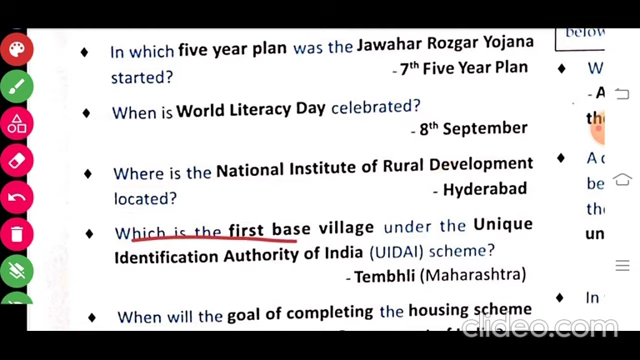 In which five year plan was the Jawahar Rozgar Yojana
started?
- 7th Five Year Plan
When is World Literacy Day celebrated?
- 8th September
Where is the National Institute of Rural Development
located?
- Hyderabad
Which is the first base village under the Unique
Identification Authority of India (UIDAI) scheme?
- Tembhli (Maharashtra)
When will the goal of completing the housing scheme
below
W
- A
the
A c
be
the
un
In
clideo.com